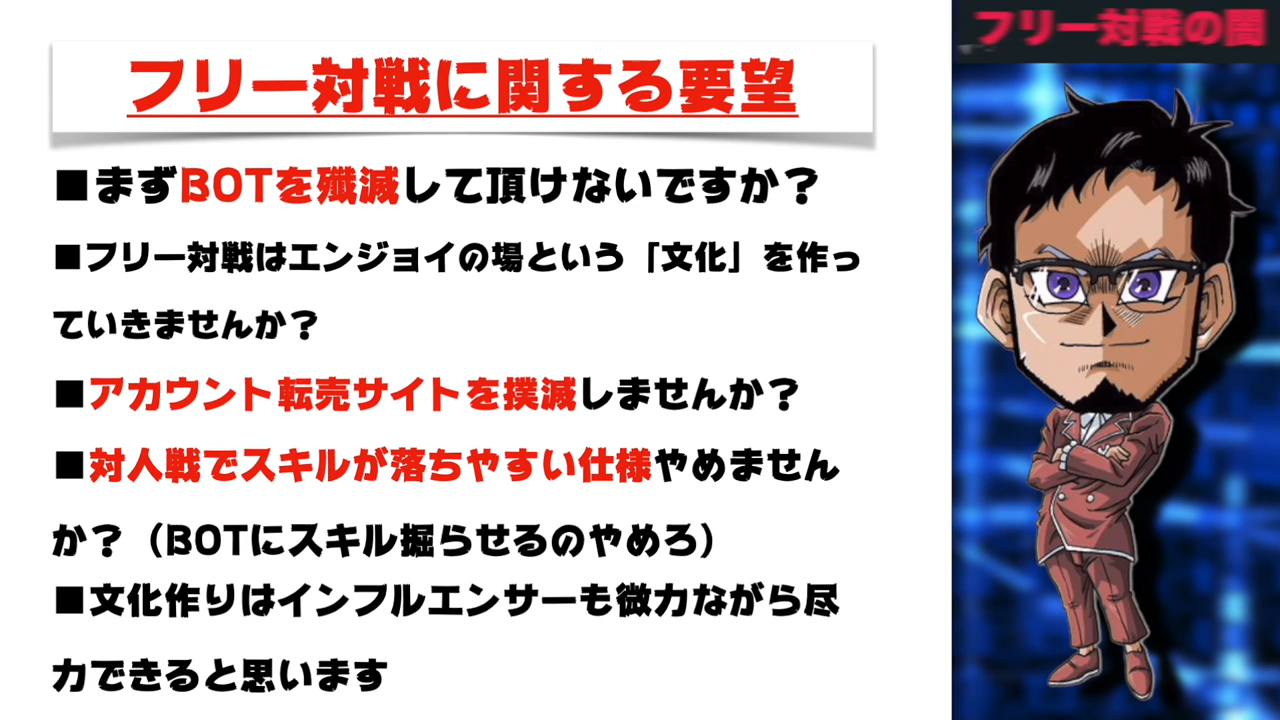 フリー対戦の闇
フリー対戦に関する要望
■まずBOTを殲滅して頂けないですか？
■フリー対戦はエンジョイの場という「文化」を作っ
ていきませんか？
■アカウント転売サイトを撲滅しませんか？
■対人戦でスキルが落ちやすい仕様やめません
か？（BOTにスキル掘らせるのやめろ）
■文化作りはインフルエンサーも微力ながら尽
力できると思います